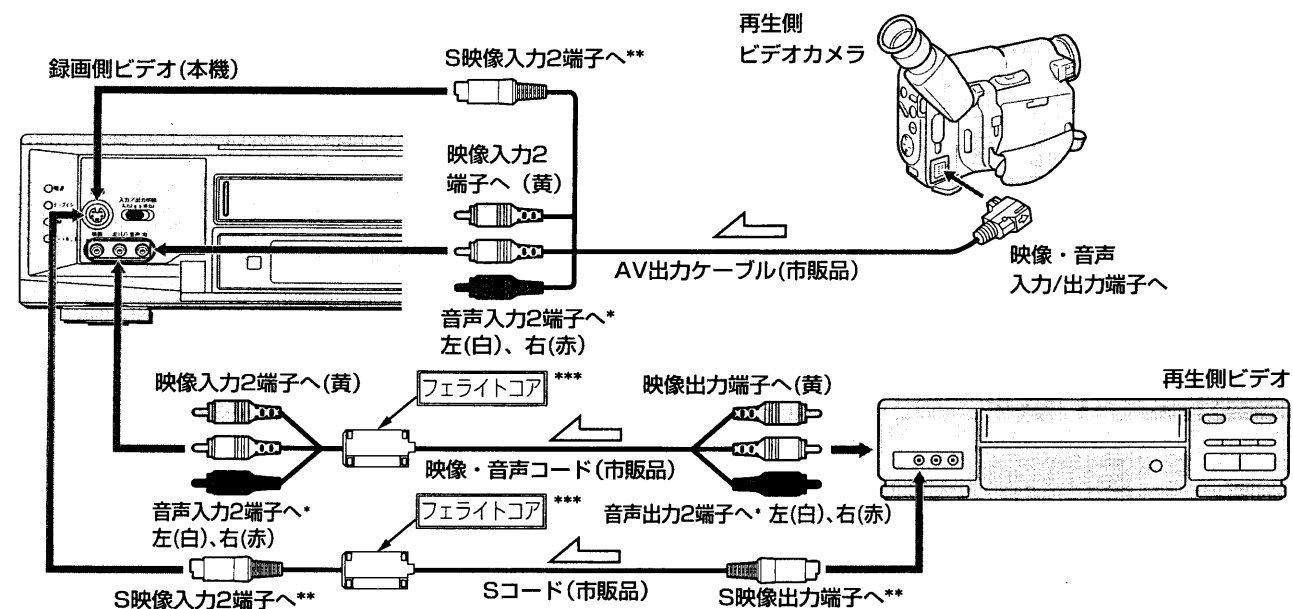 再生側
ビデオカメラ
録画側ビデオ(本機)
S映像入力2端子へ**
映像入力2
端子へ（黄）
AV出力ケーブル(市販品)
映像・音声
入力/出力端子へ
音声入力2端子へ*
左(白)、右(赤)
映像入力2端子へ(黄)
フェライトコア ***
映像出力端子へ(黄)
再生側ビデオ
映像・音声コード(市販品)
音声入力2端子へ*
左(白)、右(赤)
フェライトコア ***
音声出力2端子へ* 左(白)、右(赤)
Sコード(市販品)
S映像入力2端子へ**
S映像出力端子へ**